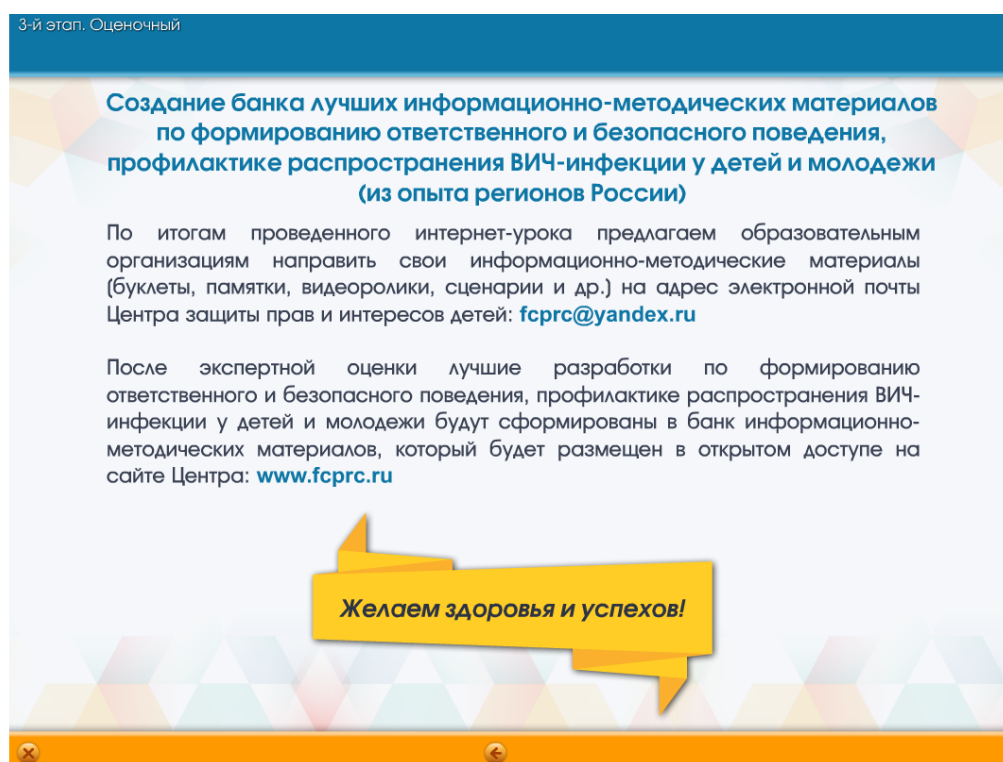 3-й этап. Оценочный
Создание банка лучших информационно-методических материалов
по формированию ответственного и безопасного поведения,
профилактике распространения ВИЧ-инфекции у детей и молодежи
(из опыта регионов России)
По итогам проведенного интернет-урока предлагаем образовательным
организациям направить свои информационно-методические материалы
(буклеты, памятки, видеоролики, сценарии и др.) на адрес электронной почты
Центра защиты прав и интересов детей: fcprc@yandex.ru
После экспертной оценки лучшие разработки по формированию
ответственного и безопасного поведения, профилактике распространения ВИЧ-
инфекции у детей и молодежи будут сформированы в банк информационно-
методических материалов, который будет размещен в открытом доступе на
сайте Центра: www.fcprc.ru
Желаем здоровья и успехов!